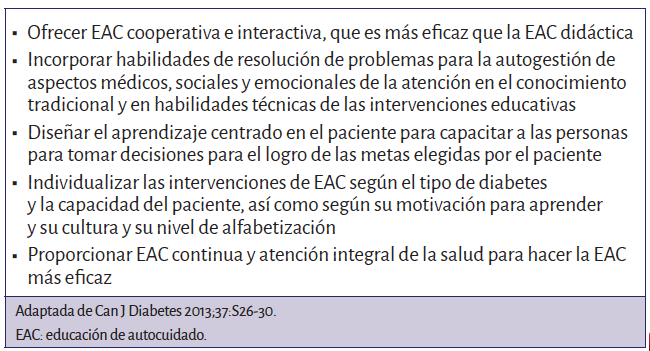 ▪ Ofrecer EAC cooperativa e interactiva, que es más eficaz que la EAC didáctica
▪ Incorporar habilidades de resolución de problemas para la autogestión de
aspectos médicos, sociales y emocionales de la atención en el conocimiento
tradicional y en habilidades técnicas de las intervenciones educativas
▪ Diseñar el aprendizaje centrado en el paciente para capacitar a las personas
para tomar decisiones para el logro de las metas elegidas por el paciente
▪ Individualizar las intervenciones de EAC según el tipo de diabetes
y la capacidad del paciente, así como según su motivación para aprender
y su cultura y su nivel de alfabetización
▪ Proporcionar EAC continua y atención integral de la salud para hacer la EAC
más eficaz
Adaptada de Can J Diabetes 2013;37:S26-30.
EAC: educación de autocuidado.